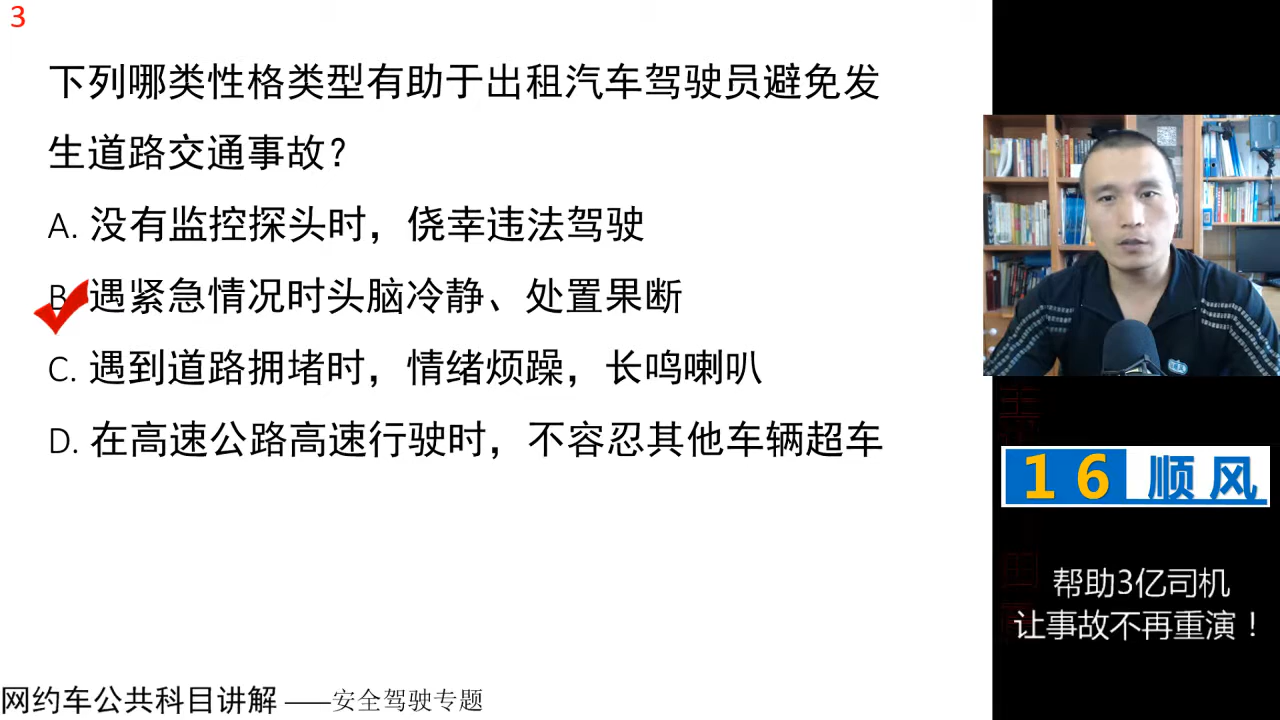 3
下列哪类性格类型有助于出租汽车驾驶员避免发
生道路交通事故？
A. 没有监控探头时，侥幸违法驾驶
B. 遇紧急情况时头脑冷静、处置果断
C. 遇到道路拥堵时，情绪烦躁，长鸣喇叭
D. 在高速公路高速行驶时，不容忍其他车辆超车
16顺风
帮助3亿司机
让事故不再重演！
网约车公共科目讲解 ——安全驾驶专题